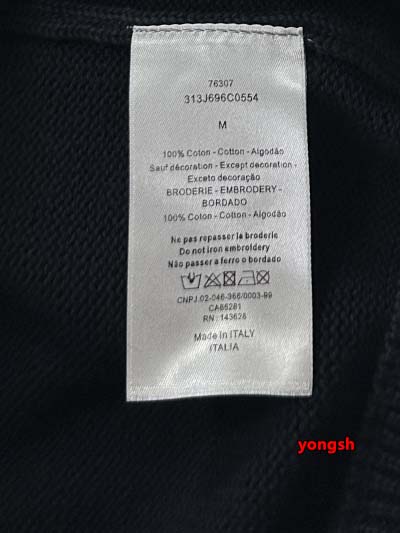 76307
313J696C0554
M
100% Coton - Cotton - Algodão
Sauf décoration - Except decoration -
Exceto decoração
BRODERIE - EMBRODERY -
BORDADO
100% Coton - Cotton - Algodão
Ne pas repasser la broderie
Do not iron embroidery
Não passer a ferro o bordado
CNPJ.02-046-366/0003-99
CA65281
RN : 143626
Made in ITALY
ITALIA
yongsh